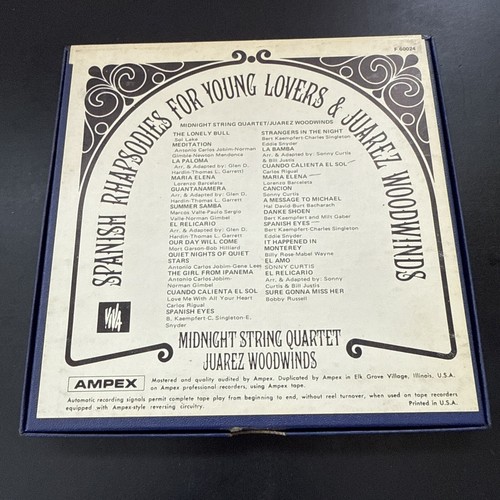 X 60024
SPANISH RHAPSODIES FOR YOUNG LOVERS & JUAREZ WOODWINDS
MIDNIGHT STRING QUARTET/JUAREZ WOODWINDS
THE LONELY BULL
Sol Lake
MEDITATION
Antonio Carlos Jobim-Norman
Gimble-Newton Mendonca
LA PALOMA
Arr. & Adapted by: Glen D.
Hardin-Thomas L. Garrett
MARIA ELENA
Lorenzo Barcelata
GUANTANAMERA
Arr. & Adapted by: Glen D.
Hardin-Thomas L. Garrett
SUMMER SAMBA
Marcos Valle-Paulo Sergio
Valle-Norman Gimbel
EL RELICARIO
Arr. & Adapted by: Glen D.
Hardin-Thomas L. Garrett
OUR DAY WILL COME
Mort Garson-Bob Hilliard
QUIET NIGHTS OF QUIET
STARS
Antonio Carlos Jobim-Gene Lees
THE GIRL FROM IPANEMA
Antonio Carlos Jobim-
Norman Gimbel
CUANDO CALIENTA EL SOL
Love Me With All Your Heart
Carlos Rigual
SPANISH EYES
B. Kaempfert C. Singleton-E.
Snyder
STRANGERS IN THE NIGHT
Bert Kaempfert-Charles Singleton
Eddie Snyder
LA BAMBA
Arr. & Adapted by: Sonny Curtis
& Bill Justis
CUANDO CALIENTA EL SOL
Carlos Rigual
MARIA ELENA
Lorenzo Barcelata
CANCION
Sonny Curtis
A MESSAGE TO MICHAEL
Hal David-Burt Bacharach
DANKE SHOEN
Bert Kaempfert and Milt Gabler
SPANISH EYES
Bert Kaempfert-Charles Singleton
Eddie Snyder
IT HAPPENED IN
MONTEREY
Billy Rose-Mabel Wayne
EL AMO
SONNY CURTIS
EL RELICARIO
Arr. & Adapted by: Sonny
Curtis & Bill Justis
SURE GONNA MISS HER
Bobby Russell
VIVA
MIDNIGHT STRING QUARTET
JUAREZ WOODWINDS
AMPEX
Mastered and quality audited by Ampex. Duplicated by Ampex in Elk Grove Village, Illinois, U.S.A.
on Ampex professional recorders, using Ampex tape.
Automatic recording signals permit complete tape play from beginning to end, without reel turnover, when used on tape recorders
equipped with Ampex-style reversing circuitry.
Printed in U.S.A.